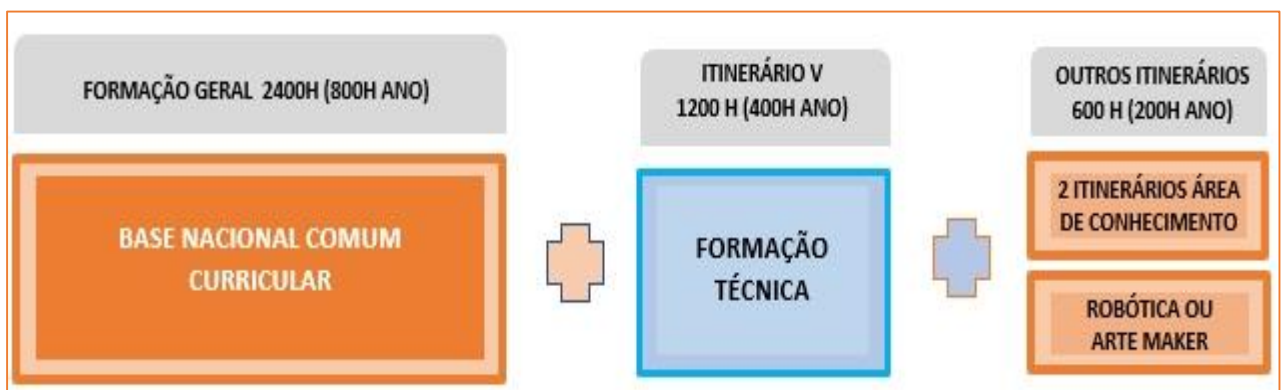 FORMAÇÃO GERAL 2400H (800H ANO)
BASE NACIONAL COMUM
CURRICULAR
ITINERÁRIO V
1200 H (400H ANO)
FORMAÇÃO
TÉCNICA
OUTROS ITINERÁRIOS
600 H (200H ANO)
2 ITINERÁRIOS ÁREA
DE CONHECIMENTO
ROBÓTICA OU
ARTE MAKER